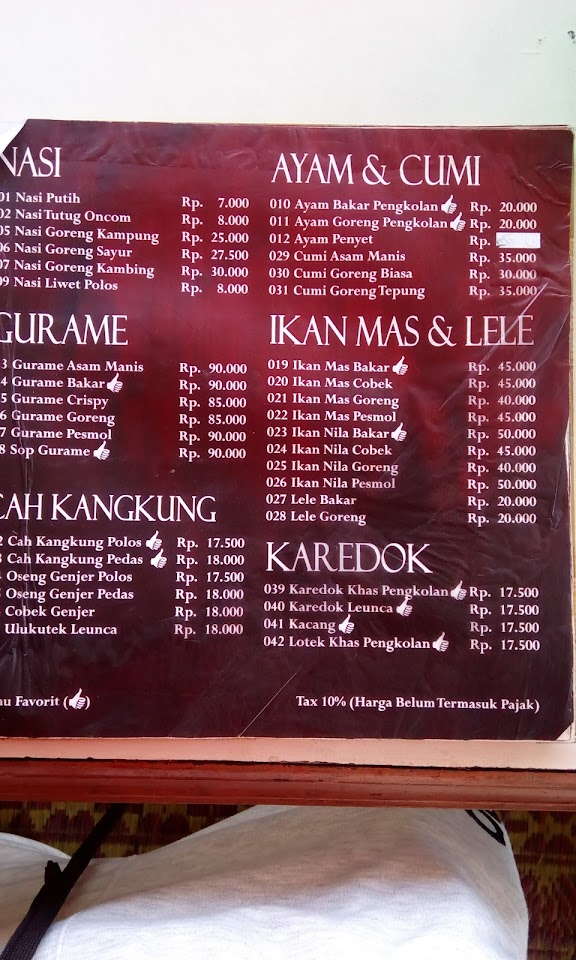 NASI
01 Nasi Putih Rp. 7.000
02 Nasi Tutug Oncom Rp. 8.000
05 Nasi Goreng Kampung Rp. 25.000
06 Nasi Goreng Sayur Rp. 27.500
07 Nasi Goreng Kambing Rp. 30.000
09 Nasi Liwet Polos Rp. 8.000
GURAME
3 Gurame Asam Manis Rp. 90.000
4 Gurame Bakar Rp. 90.000
5 Gurame Crispy Rp. 85.000
6 Gurame Goreng Rp. 85.000
7 Gurame Pesmol Rp. 90.000
8 Sop Gurame Rp. 90.000
CAH KANGKUNG
2 Cah Kangkung Polos Rp. 17.500
3 Cah Kangkung Pedas Rp. 18.000
Oseng Genjer Polos Rp. 17.500
Oseng Genjer Pedas Rp. 18.000
Cobek Genjer Rp. 18.000
Ulukutek Leunca Rp. 18.000
Favorit ( )
AYAM & CUMI
010 Ayam Bakar Pengkolan Rp. 20.000
011 Ayam Goreng Pengkolan Rp. 20.000
012 Ayam Penyet Rp.
029 Cumi Asam Manis Rp. 35.000
030 Cumi Goreng Biasa Rp. 30.000
031 Cumi Goreng Tepung Rp. 35.000
IKAN MAS & LELE
019 Ikan Mas Bakar Rp. 45.000
020 Ikan Mas Cobek Rp. 45.000
021 Ikan Mas Goreng Rp. 40.000
022 Ikan Mas Pesmol Rp. 45.000
023 Ikan Nila Bakar Rp. 50.000
024 Ikan Nila Cobek Rp. 45.000
025 Ikan Nila Goreng Rp. 40.000
026 Ikan Nila Pesmol Rp. 50.000
027 Lele Bakar Rp. 20.000
028 Lele Goreng Rp. 20.000
KAREDOK
039 Karedok Khas Pengkolan Rp. 17.500
040 Karedok Leunca Rp. 17.500
041 Kacang Rp. 17.500
042 Lotek Khas Pengkolan Rp. 17.500
Tax 10% (Harga Belum Termasuk Pajak)